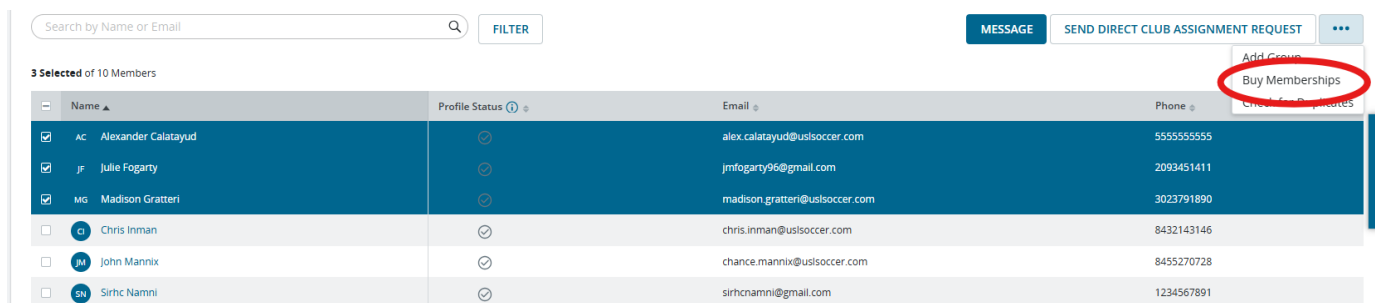 Search by Name or Email FILTER MESSAGE SEND DIRECT CLUB ASSIGNMENT REQUEST •••
Add Group
3 Selected of 10 Members
Buy Memberships
Check for Duplicates
Name Profile Status Email Phone
AC Alexander Calatayud alex.calatayud@uslsoccer.com 5555555555
JF Julie Fogarty jmfogarty96@gmail.com 2093451411
MG Madison Gratteri madison.gratteri@uslsoccer.com 3023791890
CI Chris Inman chris.inman@uslsoccer.com 8432143146
JM John Mannix chance.mannix@uslsoccer.com 8455270728
SN Sirhc Namni sirhcnamni@gmail.com 1234567891